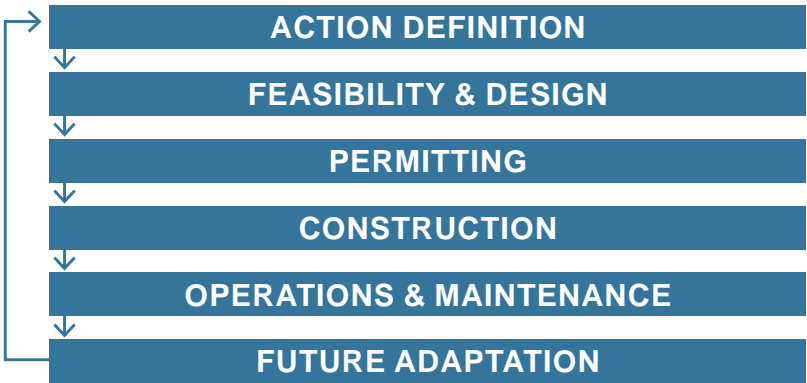 ACTION DEFINITION
FEASIBILITY & DESIGN
PERMITTING
CONSTRUCTION
OPERATIONS & MAINTENANCE
FUTURE ADAPTATION